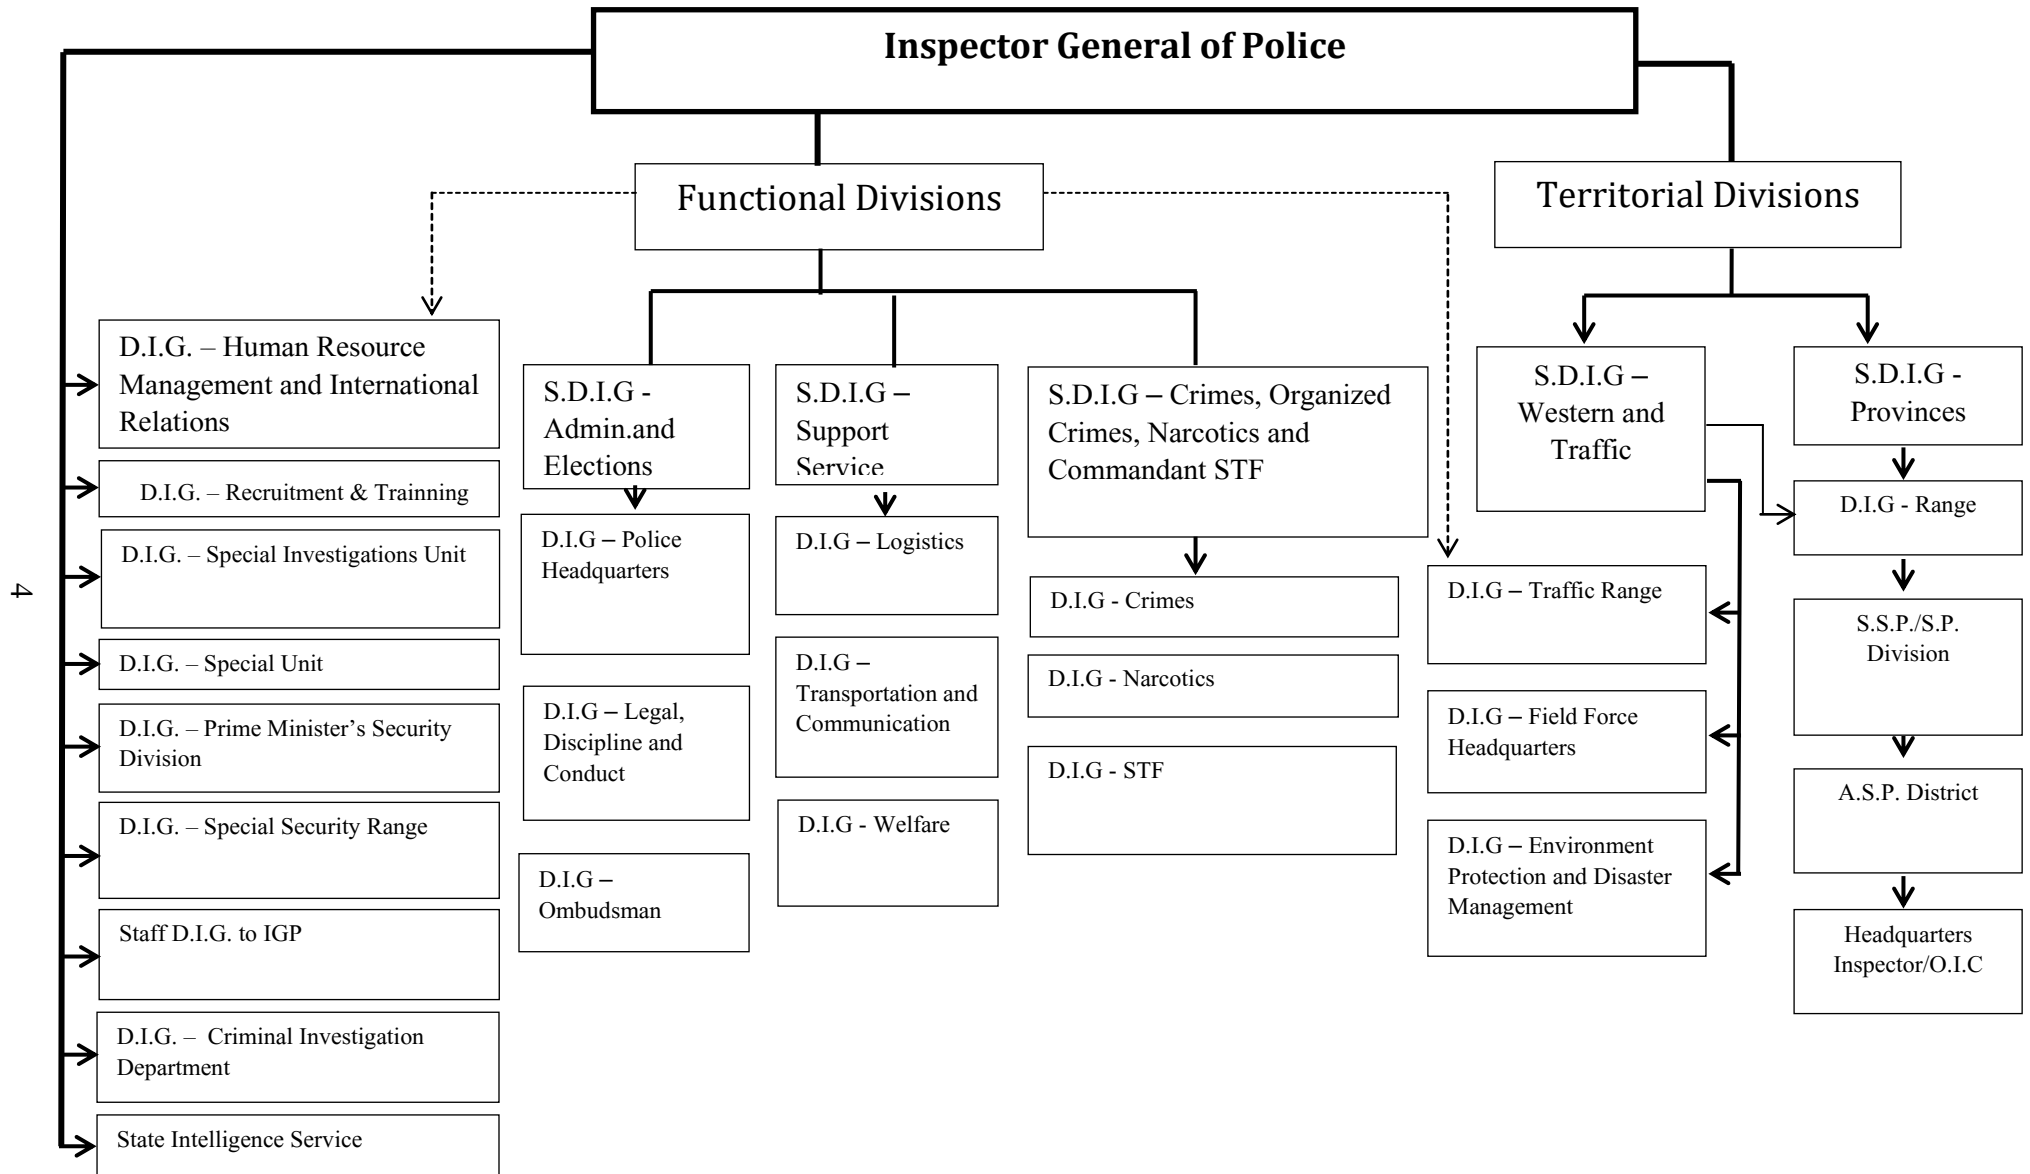 Inspector General of Police
Functional Divisions
Territorial Divisions
D.I.G. – Human Resource
Management and International
Relations
D.I.G. – Recruitment & Trainning
D.I.G. – Special Investigations Unit
D.I.G. – Special Unit
D.I.G. – Prime Minister’s Security
Division
D.I.G. – Special Security Range
Staff D.I.G. to IGP
D.I.G. – Criminal Investigation
Department
State Intelligence Service
S.D.I.G -
Admin.and
Elections
D.I.G – Police
Headquarters
D.I.G – Legal,
Discipline and
Conduct
D.I.G –
Ombudsman
S.D.I.G –
Support
Service
D.I.G – Logistics
D.I.G –
Transportation and
Communication
D.I.G - Welfare
S.D.I.G – Crimes, Organized
Crimes, Narcotics and
Commandant STF
D.I.G - Crimes
D.I.G - Narcotics
D.I.G - STF
S.D.I.G –
Western and
Traffic
D.I.G – Traffic Range
D.I.G – Field Force
Headquarters
D.I.G – Environment
Protection and Disaster
Management
S.D.I.G -
Provinces
D.I.G - Range
S.S.P./S.P.
Division
A.S.P. District
Headquarters
Inspector/O.I.C
4